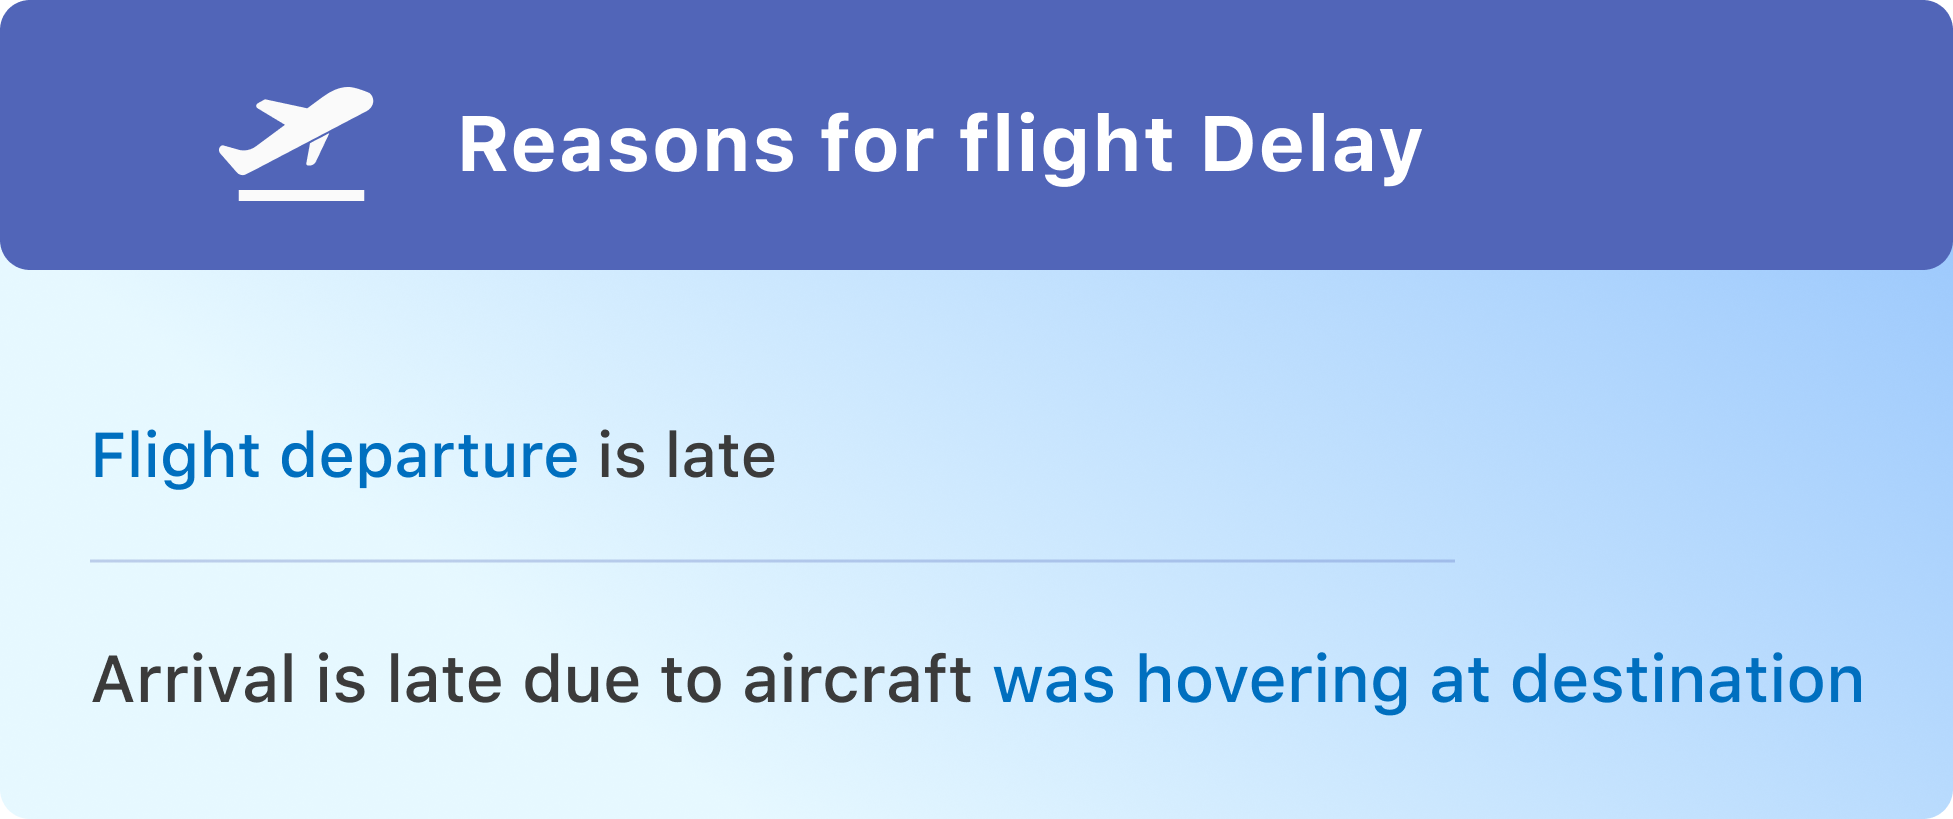 Reasons for flight Delay
Flight departure is late
Arrival is late due to aircraft was hovering at destination